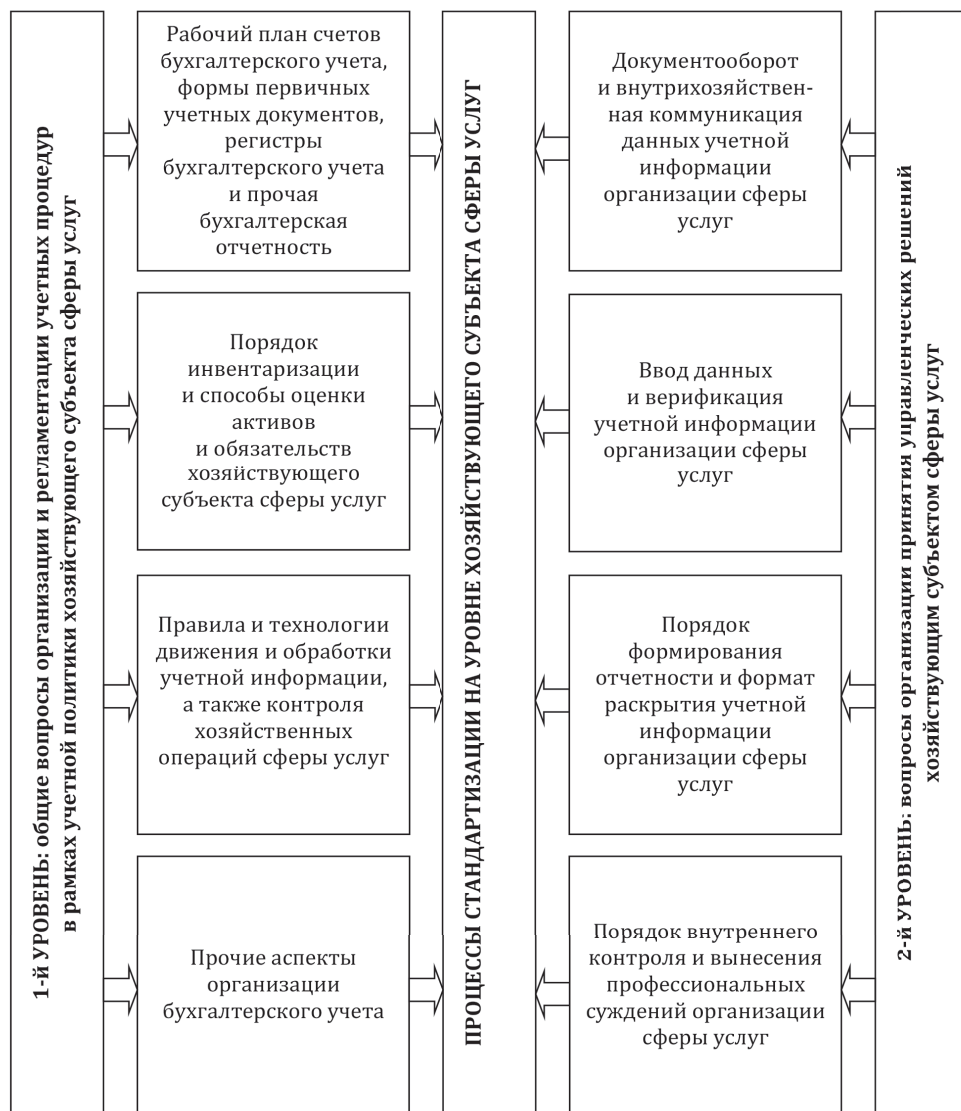 1-й УРОВЕНЬ: общие вопросы организации и регламентации учетных процедур
в рамках учетной политики хозяйствующего субъекта сферы услуг
Рабочий план счетов
бухгалтерского учета,
формы первичных
учетных документов,
регистры
бухгалтерского учета
и прочая
бухгалтерская
отчетность
Порядок
инвентаризации
и способы оценки
активов
и обязательств
хозяйствующего
субъекта сферы услуг
Правила и технологии
движения и обработки
учетной информации,
а также контроля
хозяйственных
операций сферы услуг
Прочие аспекты
организации
бухгалтерского учета
ПРОЦЕССЫ СТАНДАРТИЗАЦИИ НА УРОВНЕ ХОЗЯЙСТВУЮЩЕГО СУБЪЕКТА СФЕРЫ УСЛУГ
Документооборот
и внутрихозяйствен-
ная коммуникация
данных учетной
информации
организации сферы
услуг
Ввод данных
и верификация
учетной информации
организации сферы
услуг
Порядок
формирования
отчетности и формат
раскрытия учетной
информации
организации сферы
услуг
Порядок внутреннего
контроля и вынесения
профессиональных
суждений организации
сферы услуг
2-й УРОВЕНЬ: вопросы организации принятия управленческих решений
хозяйствующим субъектом сферы услуг